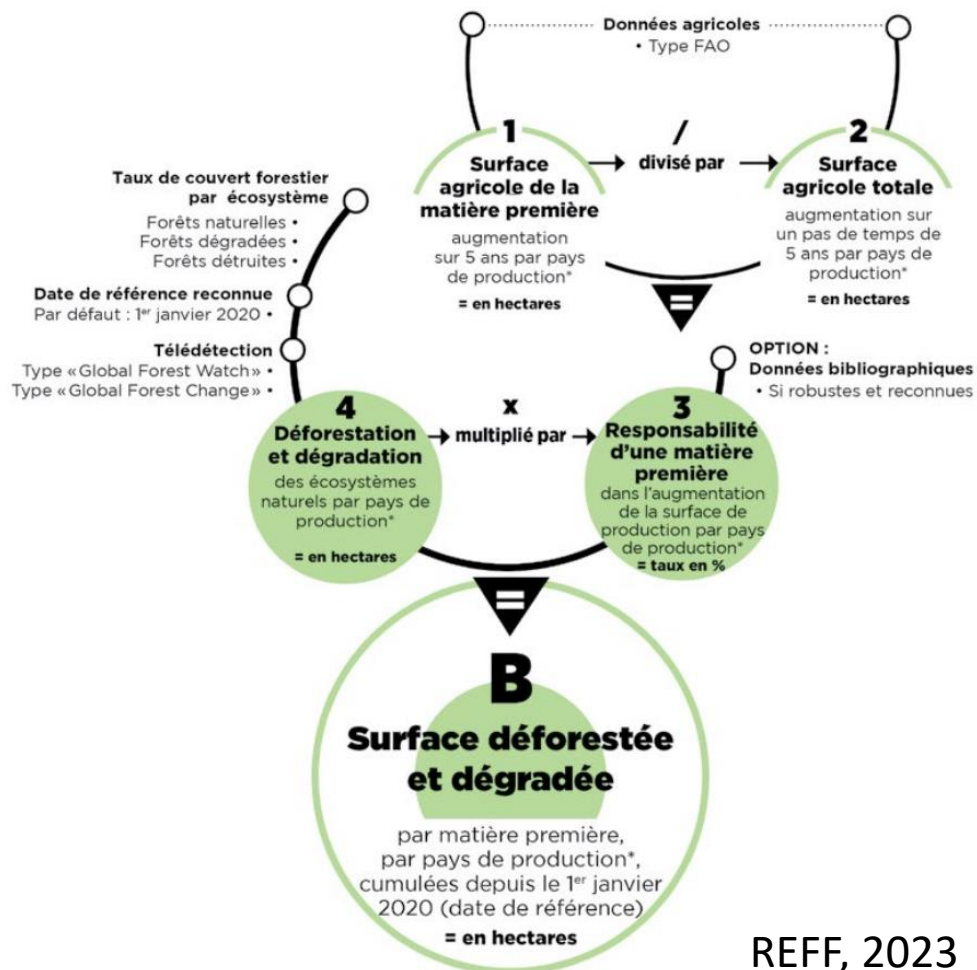 Données agricoles
• Type FAO
1
Surface
agricole de la
matière première
augmentation
sur 5 ans par pays
de production*
= en hectares
/
divisé par
2
Surface
agricole totale
augmentation sur
un pas de temps de
5 ans par pays de
production*
= en hectares
=
Taux de couvert forestier
par écosystème
Forêts naturelles •
Forêts dégradées •
Forêts détruites •
Date de référence reconnue
Par défaut : 1er janvier 2020 •
Télédétection
Type « Global Forest Watch » •
Type « Global Forest Change » •
OPTION :
Données bibliographiques
• Si robustes et reconnues
4
Déforestation
et dégradation
des écosystèmes
naturels par pays de
production*
= en hectares
x
multiplié par
3
Responsabilité
d'une matière
première
dans l'augmentation
de la surface de
production par pays
de production*
= taux en %
=
B
Surface déforestée
et dégradée
par matière première,
par pays de production*,
cumulées depuis le 1er janvier
2020 (date de référence)
= en hectares
REFF, 2023